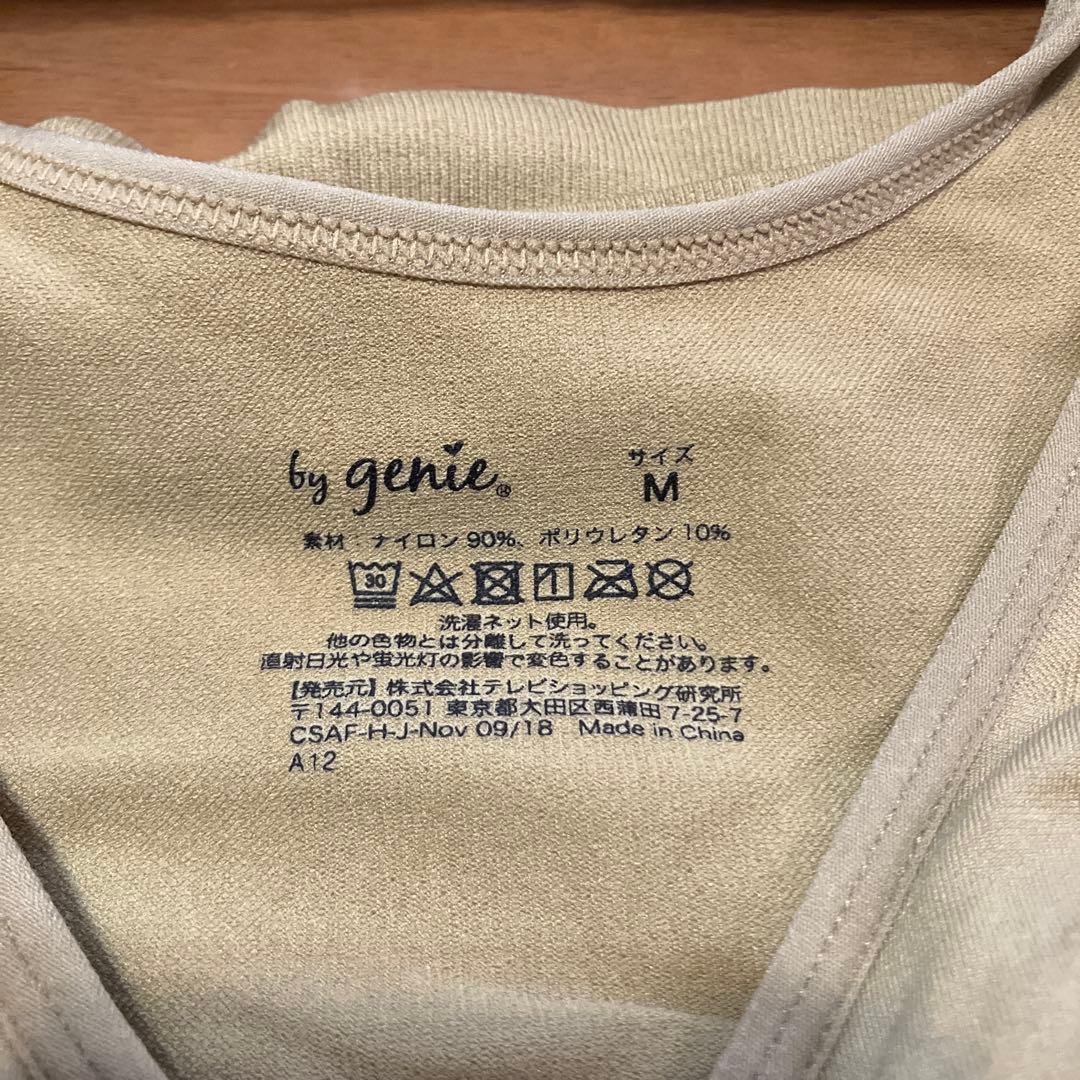 by genie®
サイズ
M
素材：ナイロン 90%、ポリウレタン 10%
30
洗濯ネット使用。
他の色物とは分離して洗ってください。
直射日光や蛍光灯の影響で変色することがあります。
【発売元】株式会社テレビショッピング研究所
〒144-0051 東京都大田区西蒲田7-25-7
CSAF-H-J-Nov 09/18 Made in China
A12